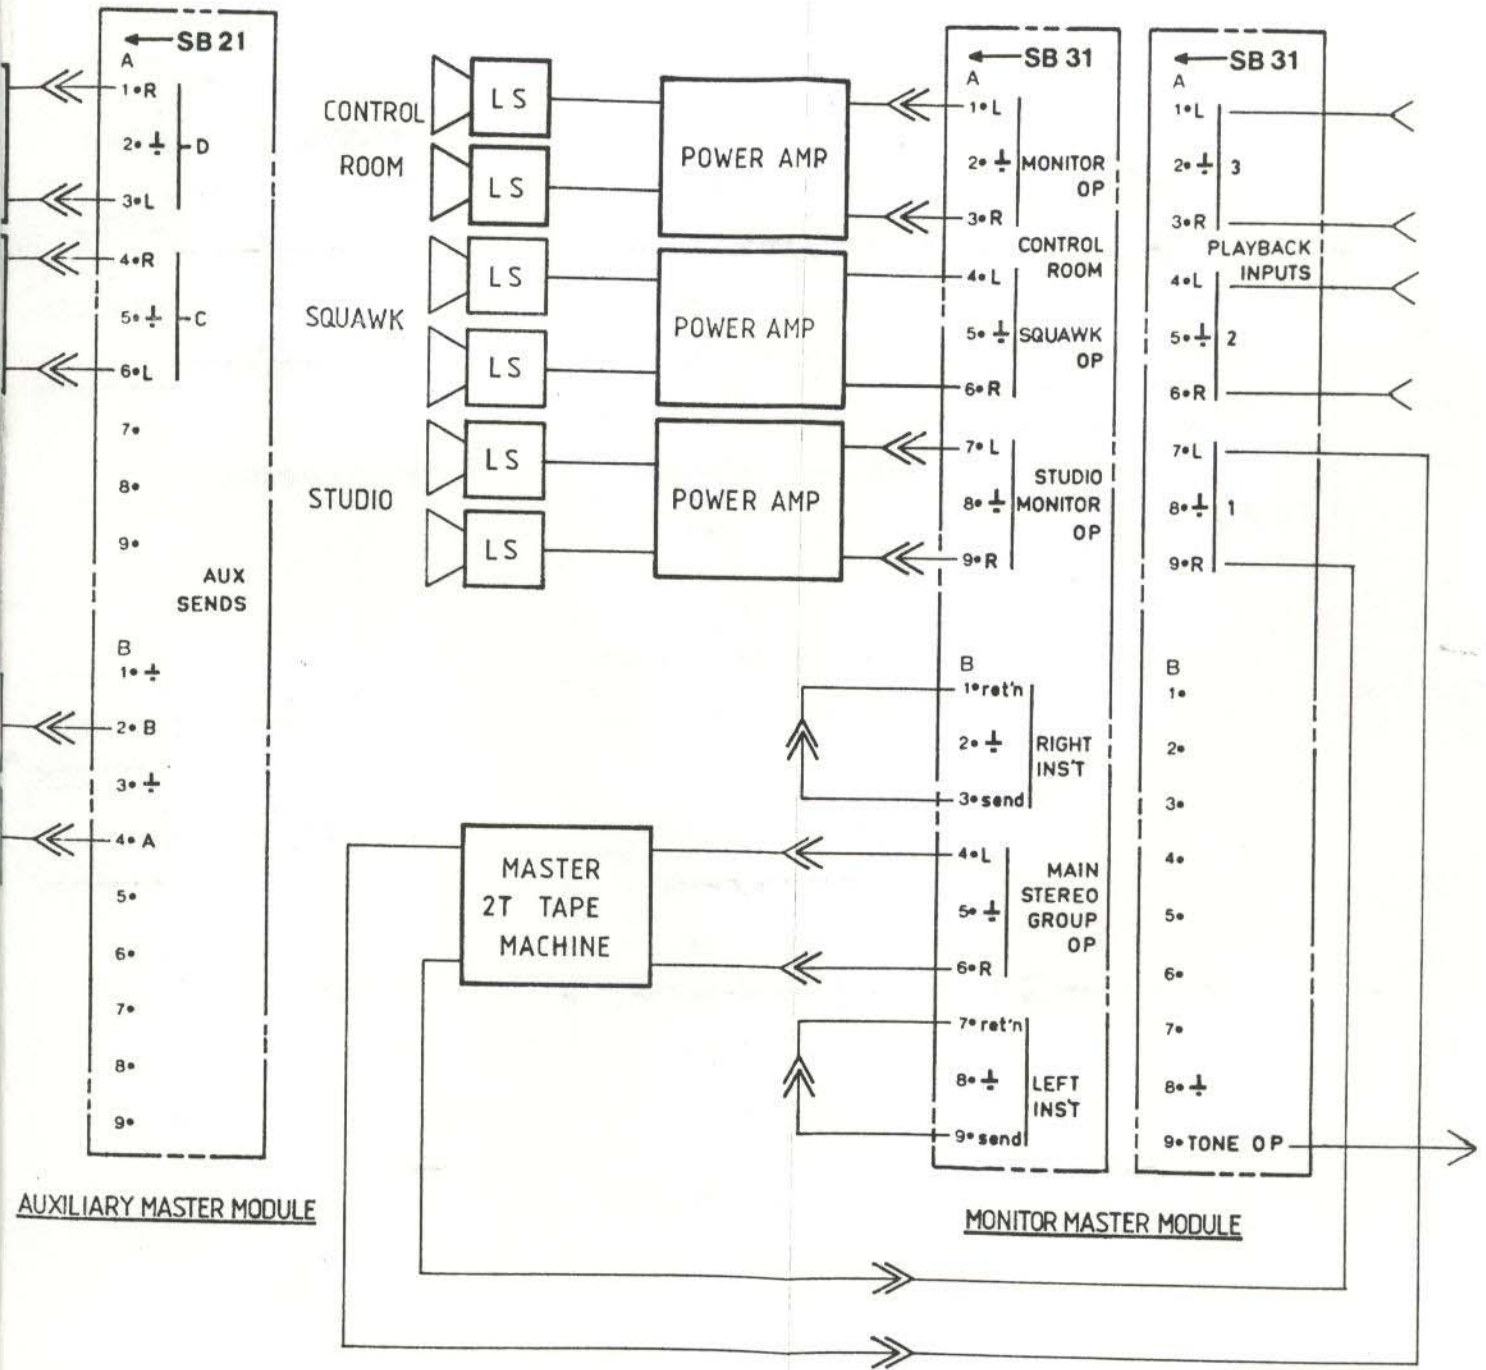 SB 21
A
1• R
2• D
3• L
4• R
5• C
6• L
7•
8•
9•
AUX
SENDS
B
1•
2• B
3•
4• A
5•
6•
7•
8•
9•
AUXILIARY MASTER MODULE
CONTROL
ROOM
LS
LS
POWER AMP
SQUAWK
LS
LS
POWER AMP
STUDIO
LS
LS
POWER AMP
MASTER
2T TAPE
MACHINE
SB 31
A
1• L
2• MONITOR
OP
3• R
CONTROL
ROOM
4• L
5• SQUAWK
OP
6• R
7• L
STUDIO
8• MONITOR
OP
9• R
B
1• ret'n
2• RIGHT
INS'T
3• send
4• L
MAIN
STEREO
5• GROUP
OP
6• R
7• ret'n
8• LEFT
INS'T
9• send
SB 31
A
1• L
2• 3
3• R
PLAYBACK
INPUTS
4• L
5• 2
6• R
7• L
8• 1
9• R
B
1•
2•
3•
4•
5•
6•
7•
8•
9• TONE OP
MONITOR MASTER MODULE